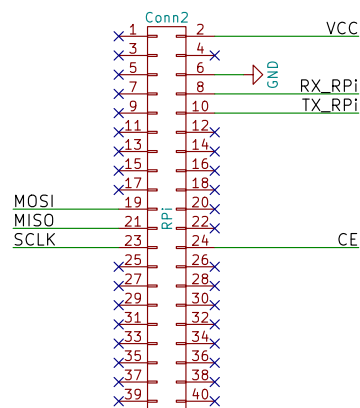 Conn2
1 2 VCC
3 4
5 6 GND
7 8 RX_RPi
9 10 TX_RPi
11 12
13 14
15 16
17 18
MOSI 19 20
RPi
MISO 21 22
SCLK 23 24 CE
25 26
27 28
29 30
31 32
33 34
35 36
37 38
39 40